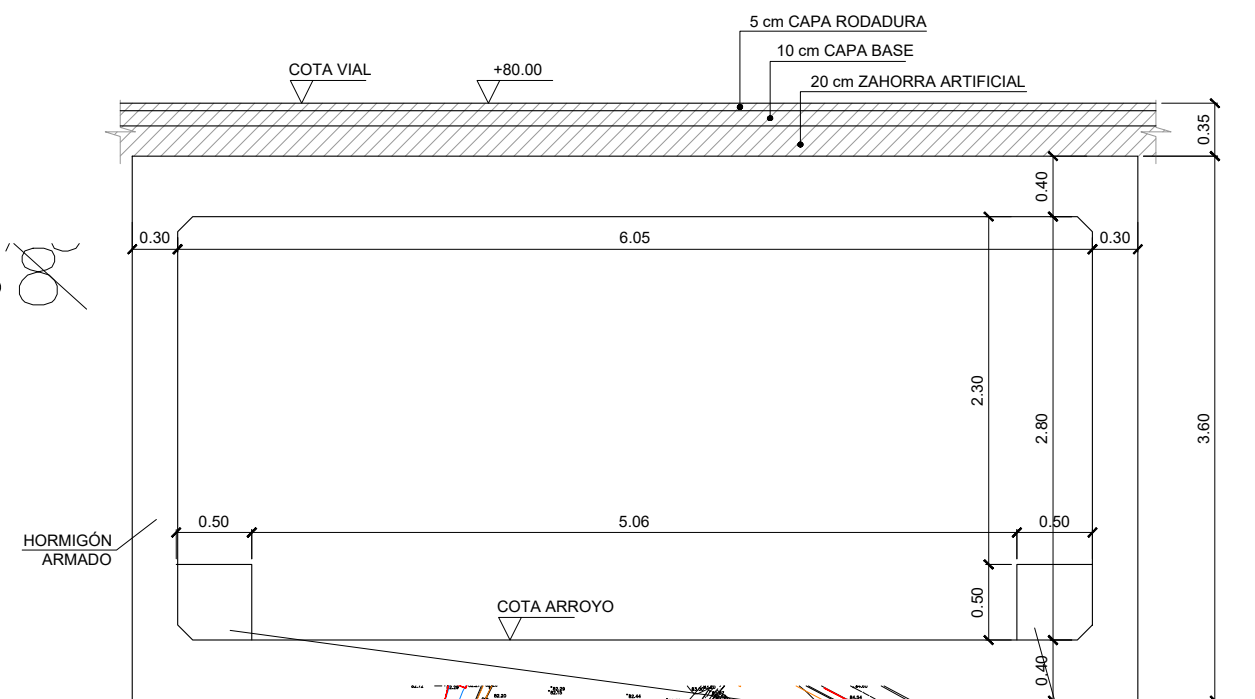 5 cm CAPA RODADURA
10 cm CAPA BASE
20 cm ZAHORRA ARTIFICIAL
COTA VIAL
+80.00
0.35
0.40
0.30
6.05
0.30
2.30
2.80
3.60
0.50
5.06
0.50
HORMIGÓN
ARMADO
COTA ARROYO
0.50
0.40